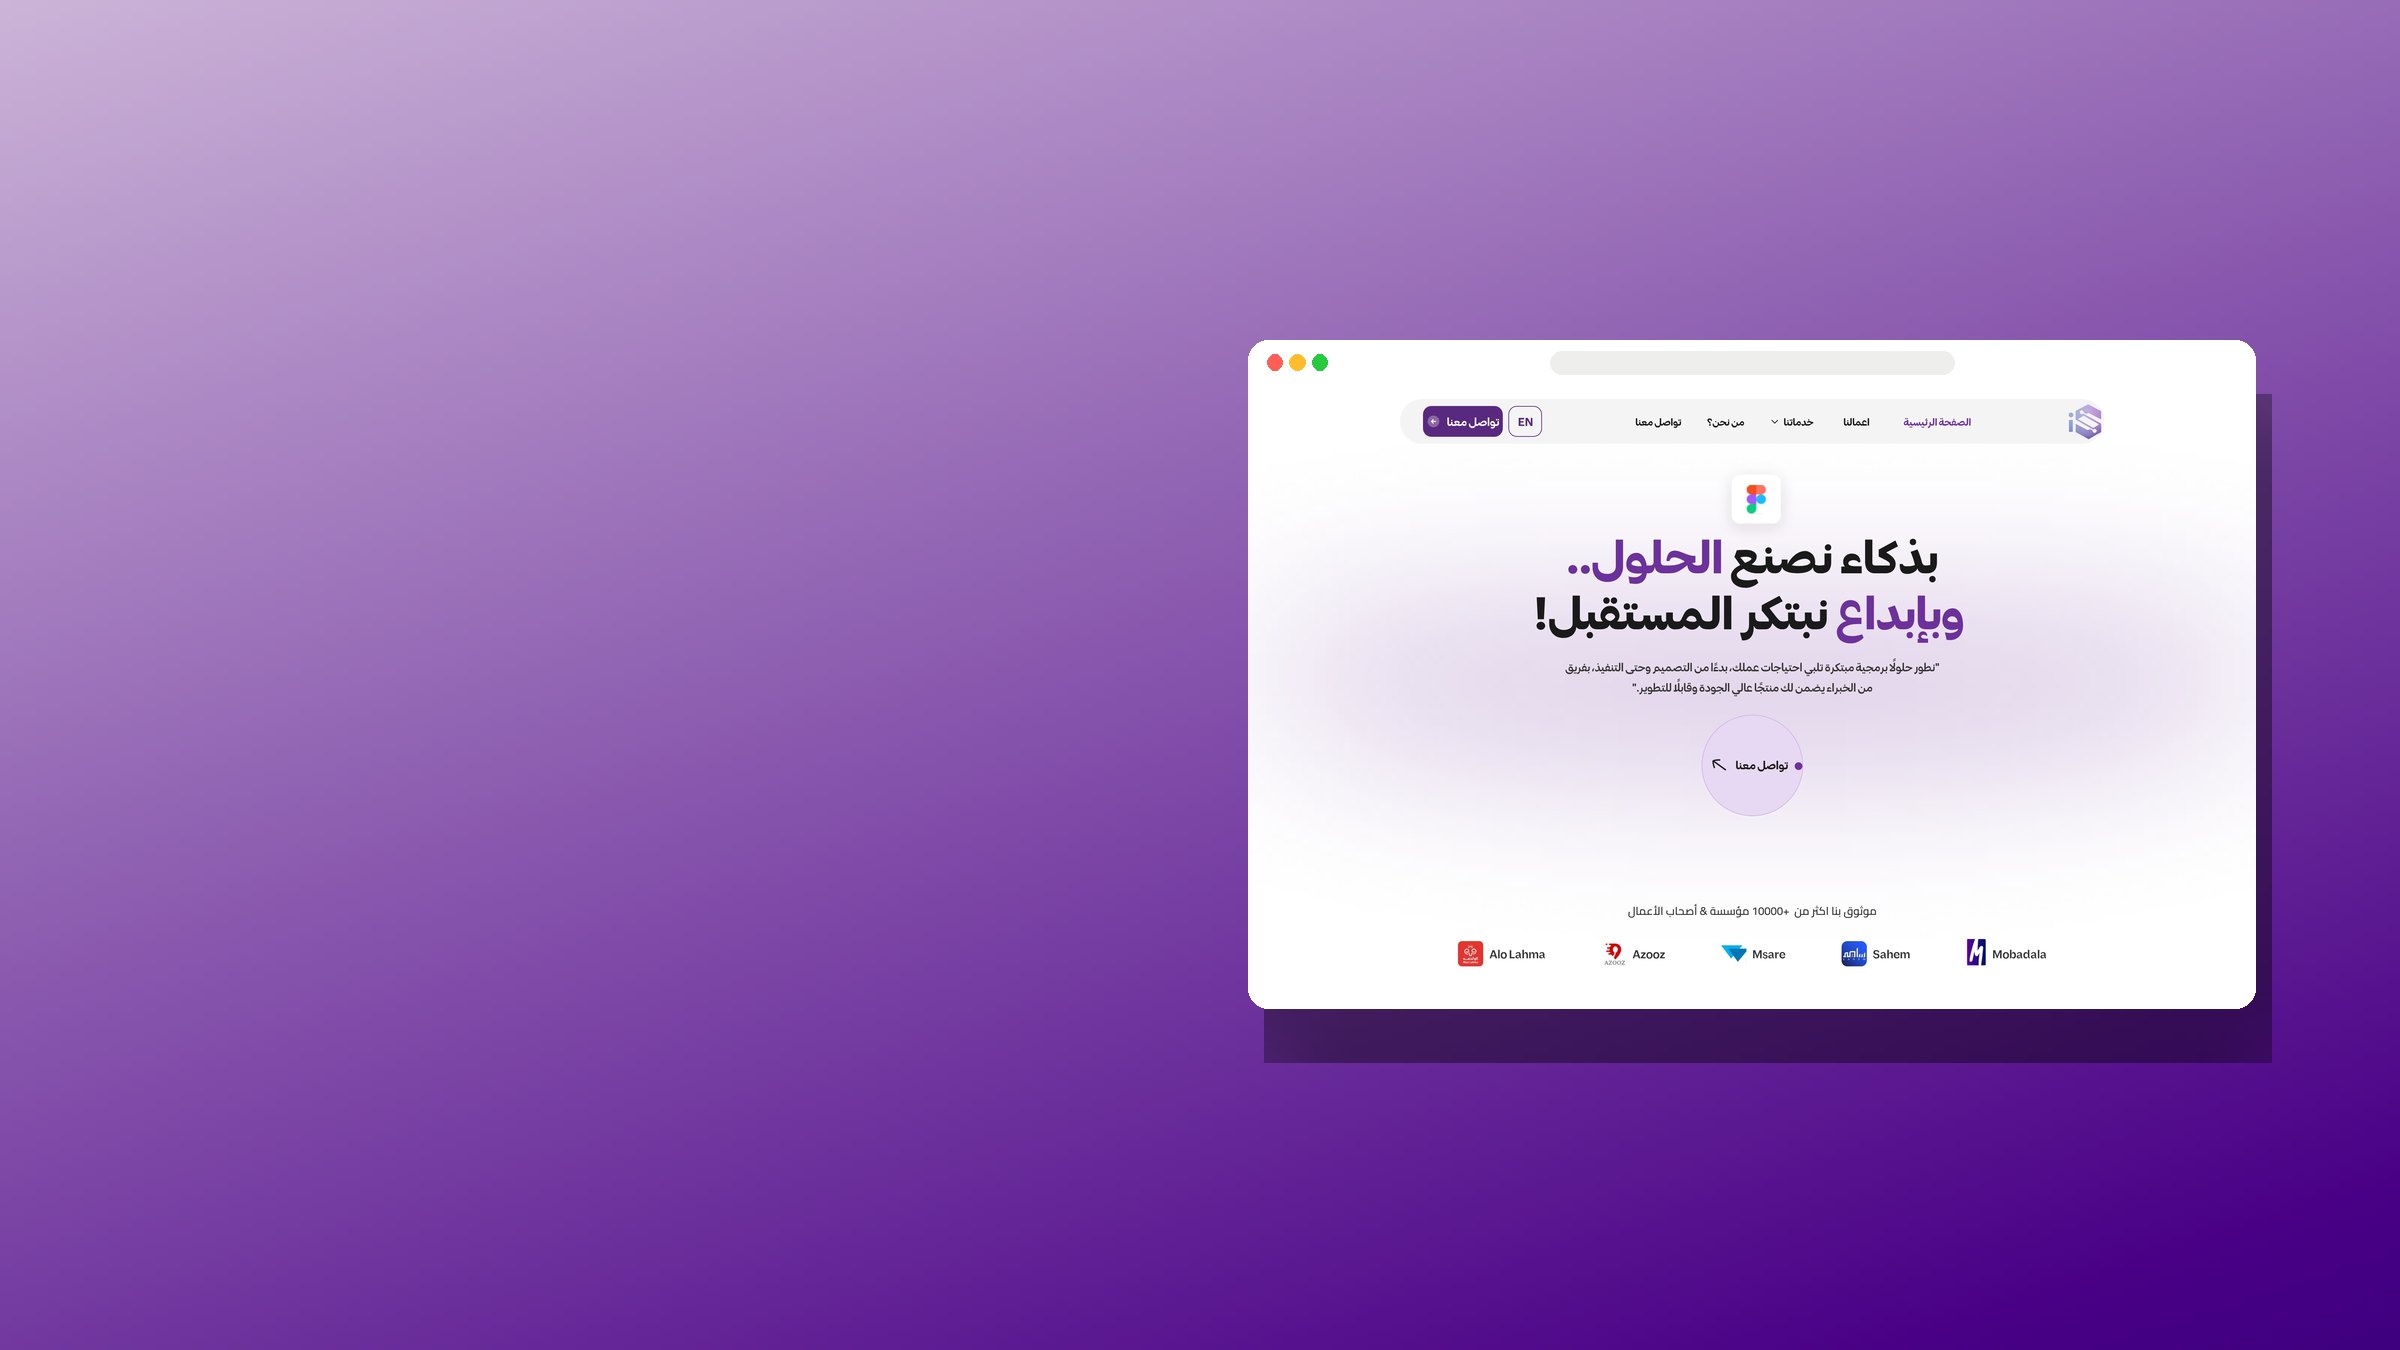 الصفحة الرئيسية اعمالنا خدماتنا من نحن؟ تواصل معنا EN تواصل معنا
بذكاء نصنع الحلول..
وبإبداع نبتكر المستقبل!
"نطور حلولًا برمجية مبتكرة تلبي احتياجات عملك، بدءًا من التصميم وحتى التنفيذ، بفريق
من الخبراء يضمن لك منتجًا عالي الجودة وقابلًا للتطوير."
تواصل معنا
موثوق بنا اكثر من +10000 مؤسسة & أصحاب الأعمال
Alo Lahma AZOOZ Azooz Msare Sahem Mobadala